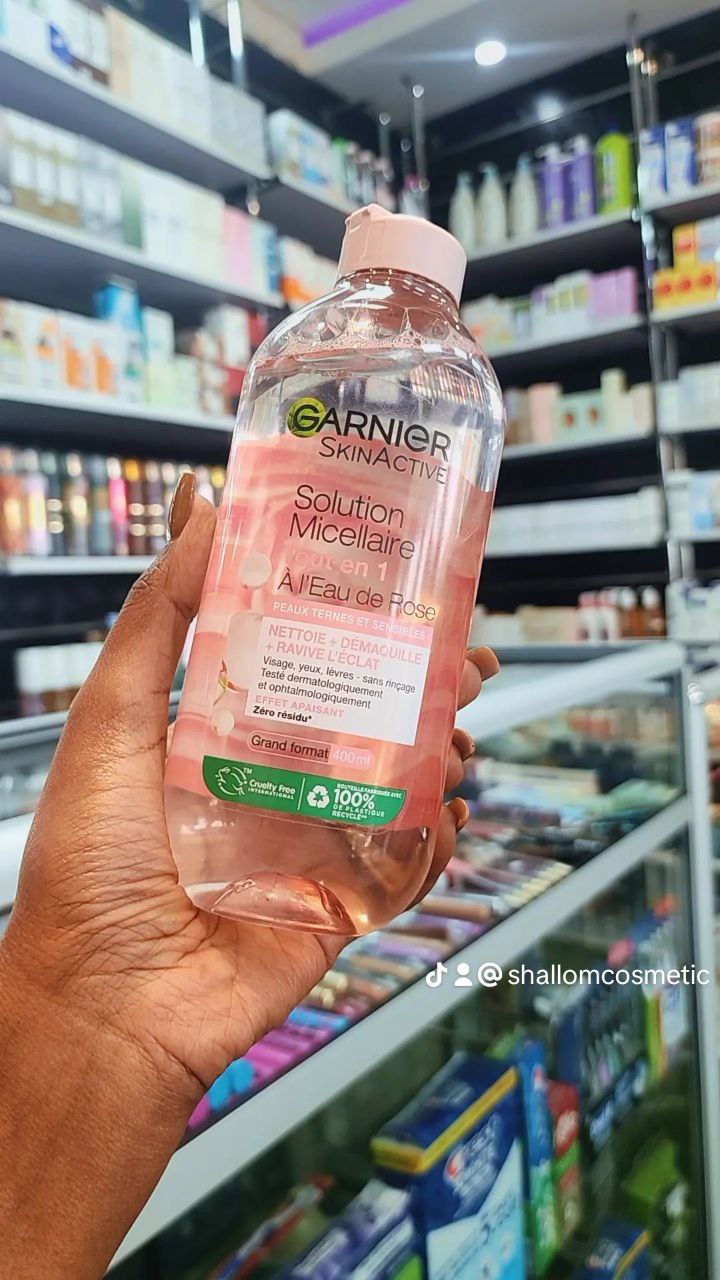 GARNIER
SKINACTIVE
Solution
Micellaire
Tout en 1
À l'Eau de Rose
PEAUX TERNES ET SENSIBLES
NETTOIE + DÉMAQUILLE
+ RAVIVE L'ÉCLAT
Visage, yeux, lèvres - sans rinçage
Testé dermatologiquement
et ophtalmologiquement
EFFET APAISANT
Zéro résidu*
Grand format 400ml
TM
Cruelty Free
INTERNATIONAL
BOUTEILLE FABRIQUÉE AVEC
100%
DE PLASTIQUE
RECYCLÉ**
@ shallomcosmetic